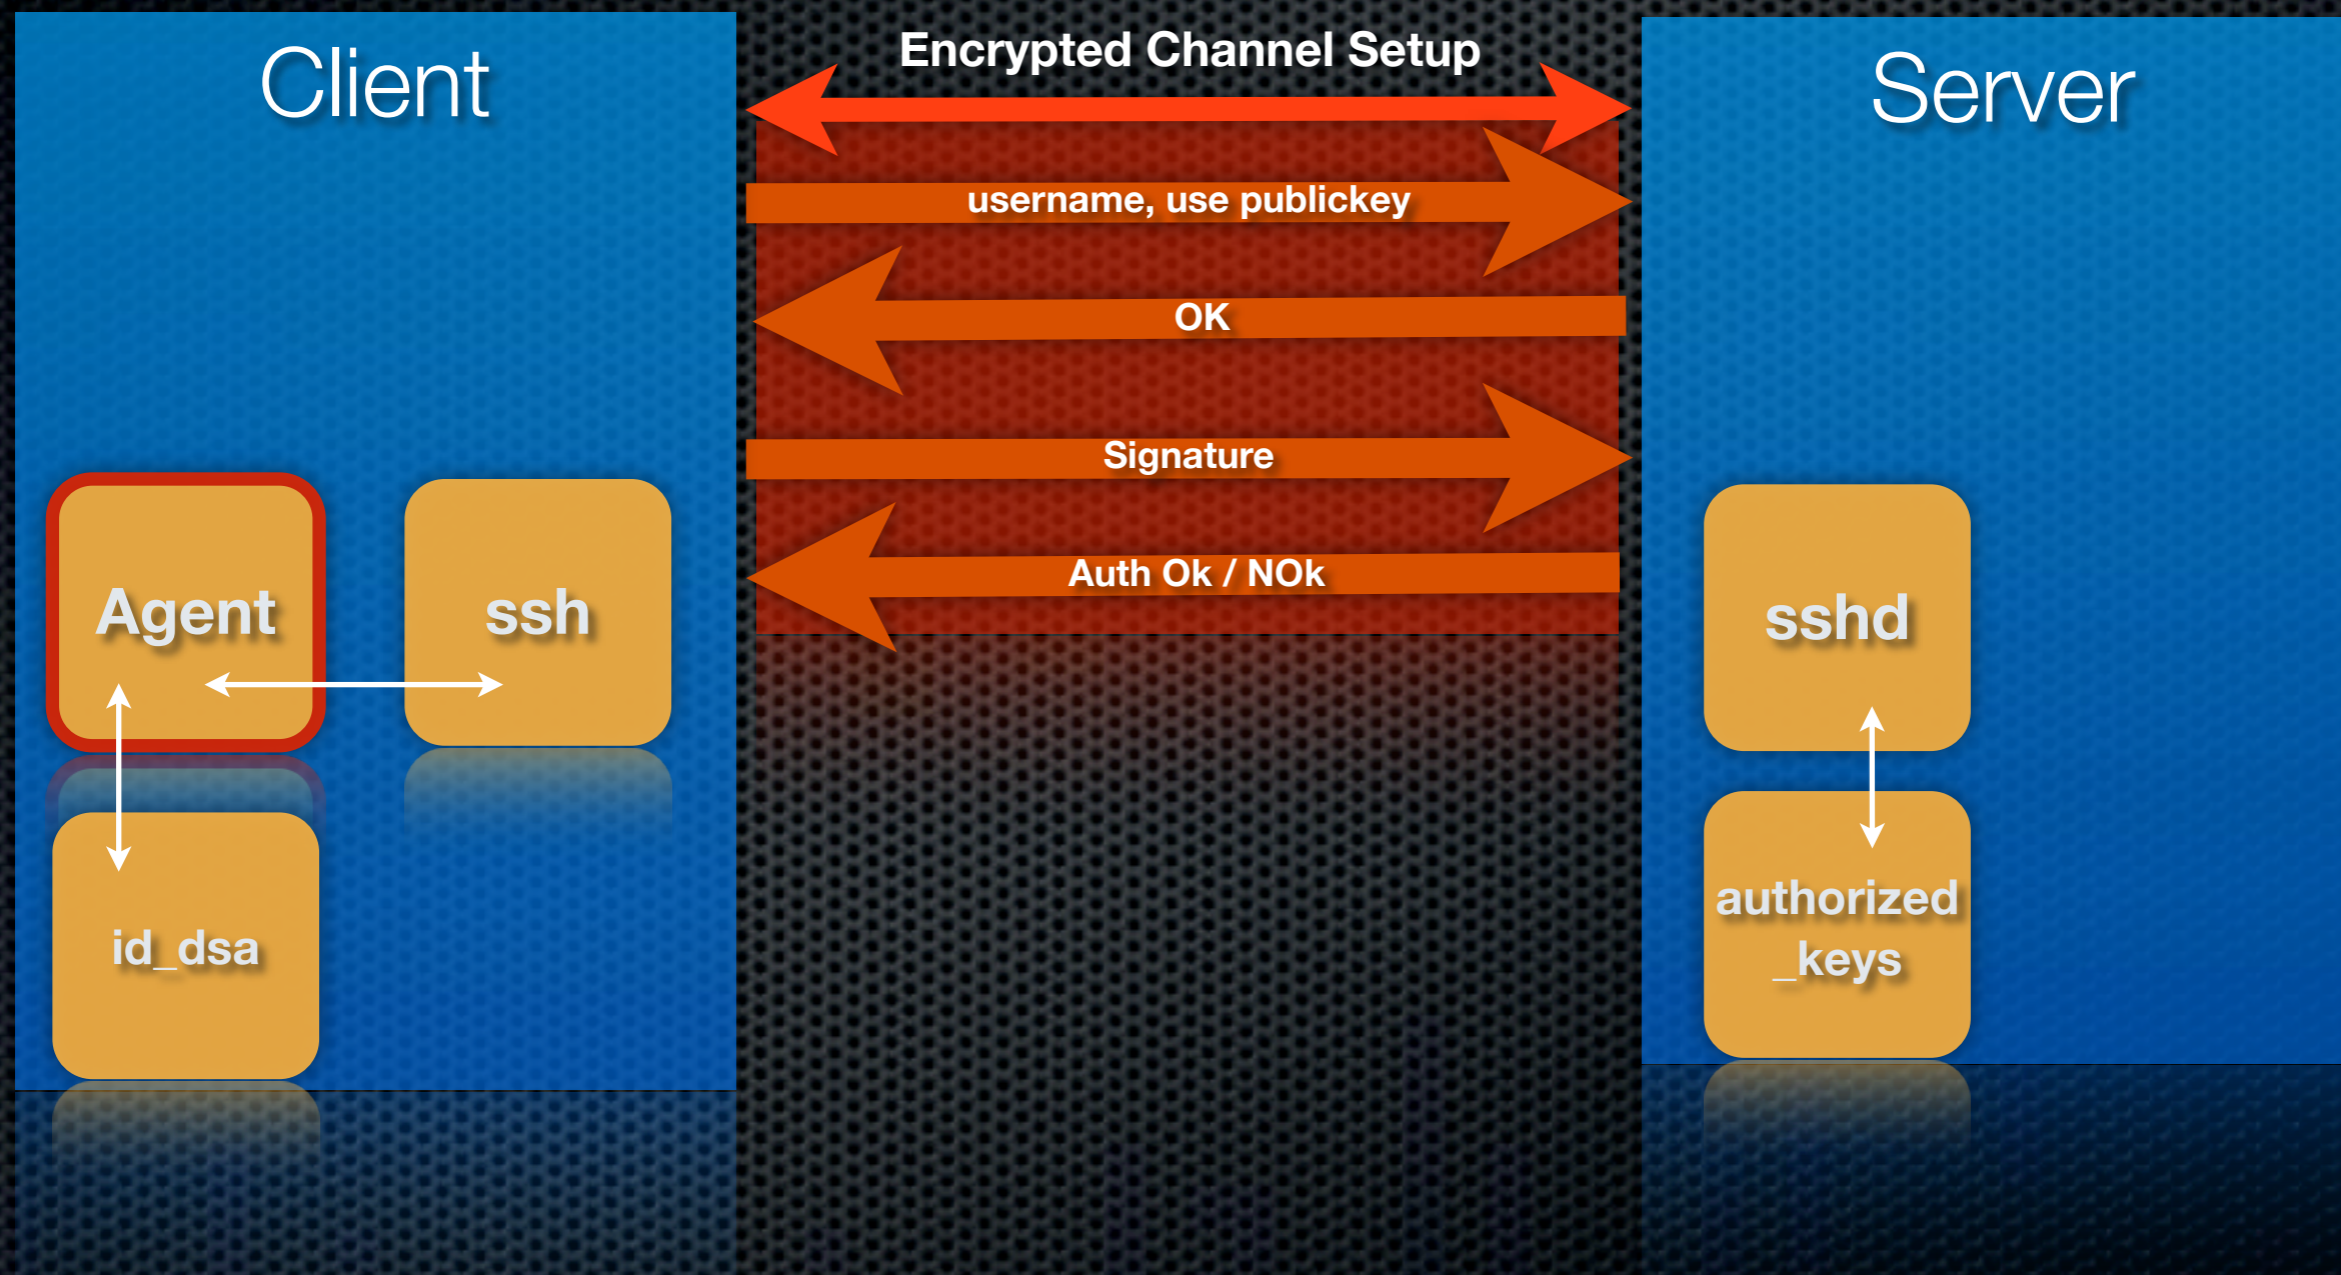 Client
Encrypted Channel Setup
Server
username, use publickey
OK
Signature
Auth Ok / NOk
Agent
ssh
sshd
id_dsa
authorized
_keys